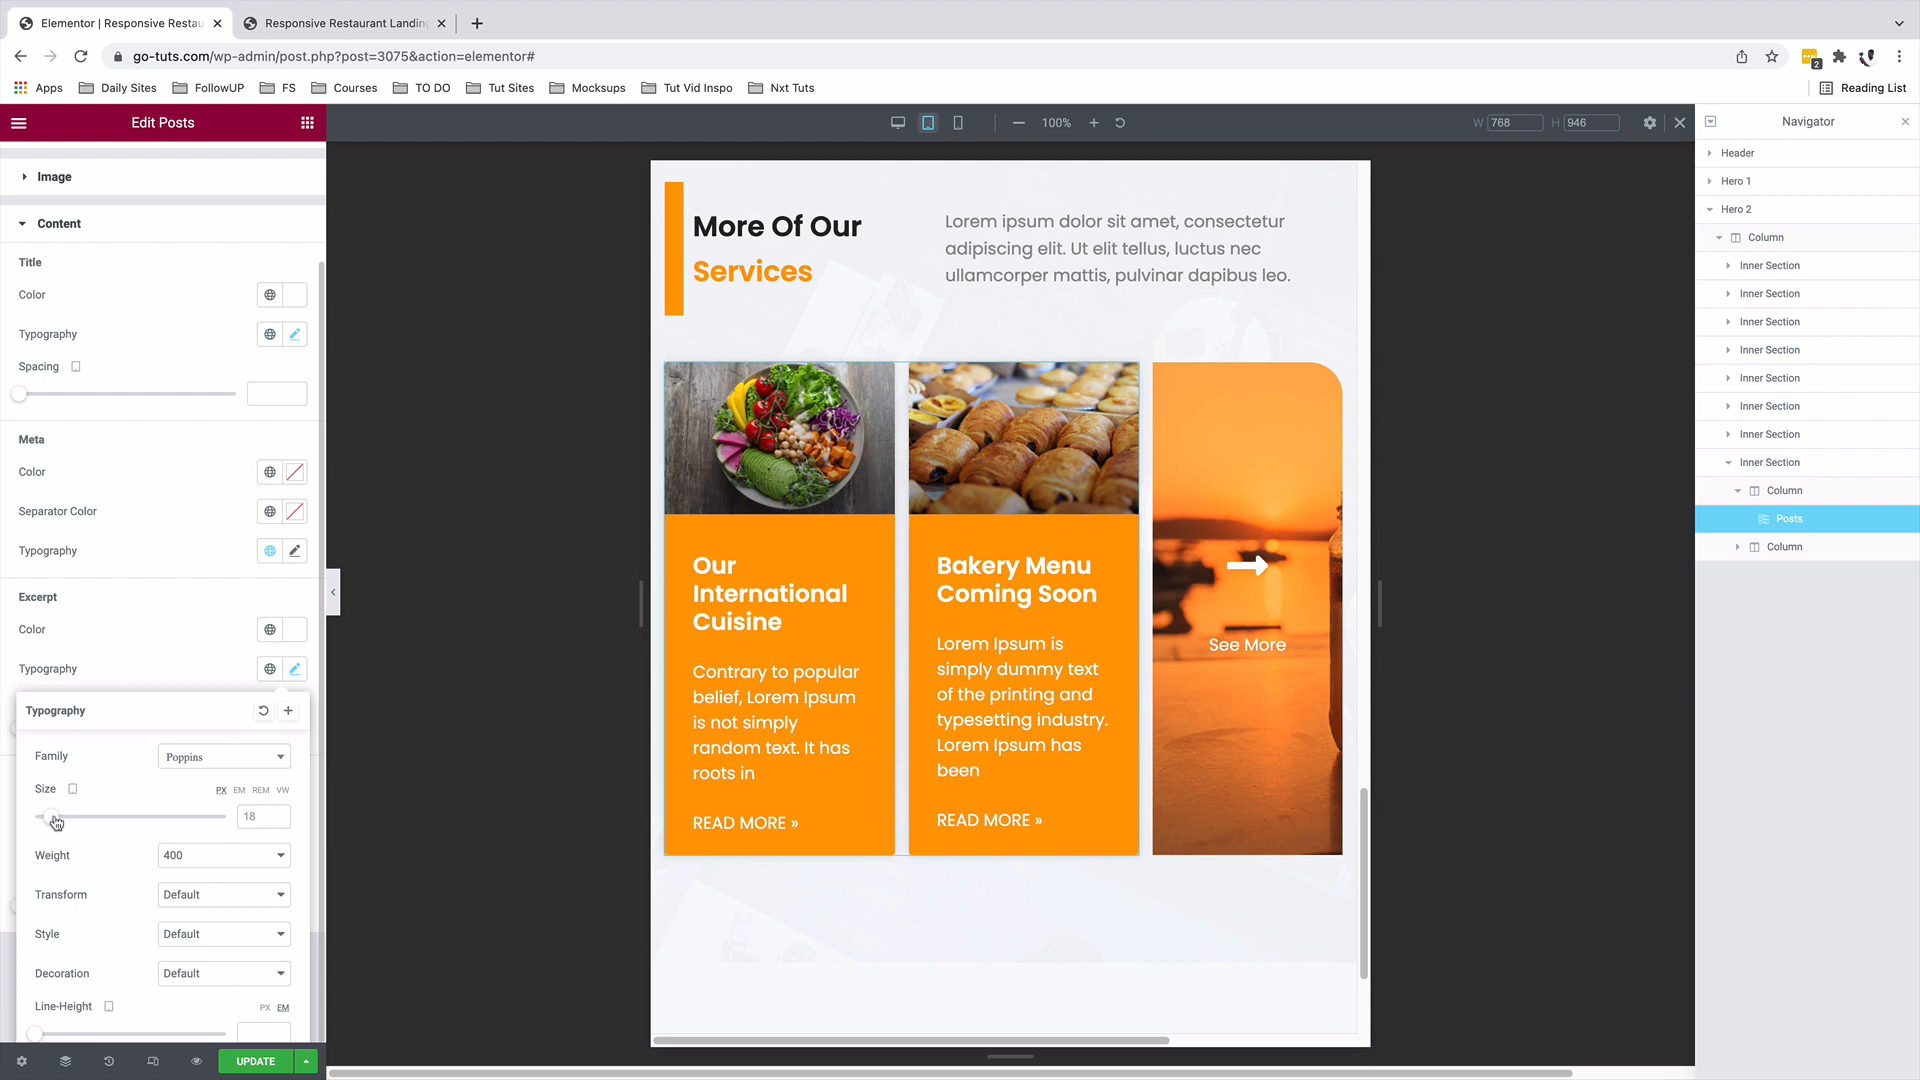 Elementor | Responsive Restau
Responsive Restaurant Landing
go-tuts.com/wp-admin/post.php?post=3075&action=elementor#
2
Apps
Daily Sites
FollowUP
FS
Courses
TO DO
Tut Sites
Mocksups
Tut Vid Inspo
Nxt Tuts
Reading List
Edit Posts
100%
W 768
H 946
Navigator
Image
Content
Title
Color
Typography
Spacing
Meta
Color
Separator Color
Typography
Excerpt
Color
Typography
Typography
Family
Poppins
Size
PX EM REM VW
18
Weight
400
Transform
Default
Style
Default
Decoration
Default
Line-Height
PX EM
UPDATE
More Of Our
Services
Lorem ipsum dolor sit amet, consectetur
adipiscing elit. Ut elit tellus, luctus nec
ullamcorper mattis, pulvinar dapibus leo.
Our
International
Cuisine
Contrary to popular
belief, Lorem Ipsum
is not simply
random text. It has
roots in
READ MORE »
Bakery Menu
Coming Soon
Lorem Ipsum is
simply dummy text
of the printing and
typesetting industry.
Lorem Ipsum has
been
READ MORE »
See More
Header
Hero 1
Hero 2
Column
Inner Section
Inner Section
Inner Section
Inner Section
Inner Section
Inner Section
Inner Section
Inner Section
Column
Posts
Column